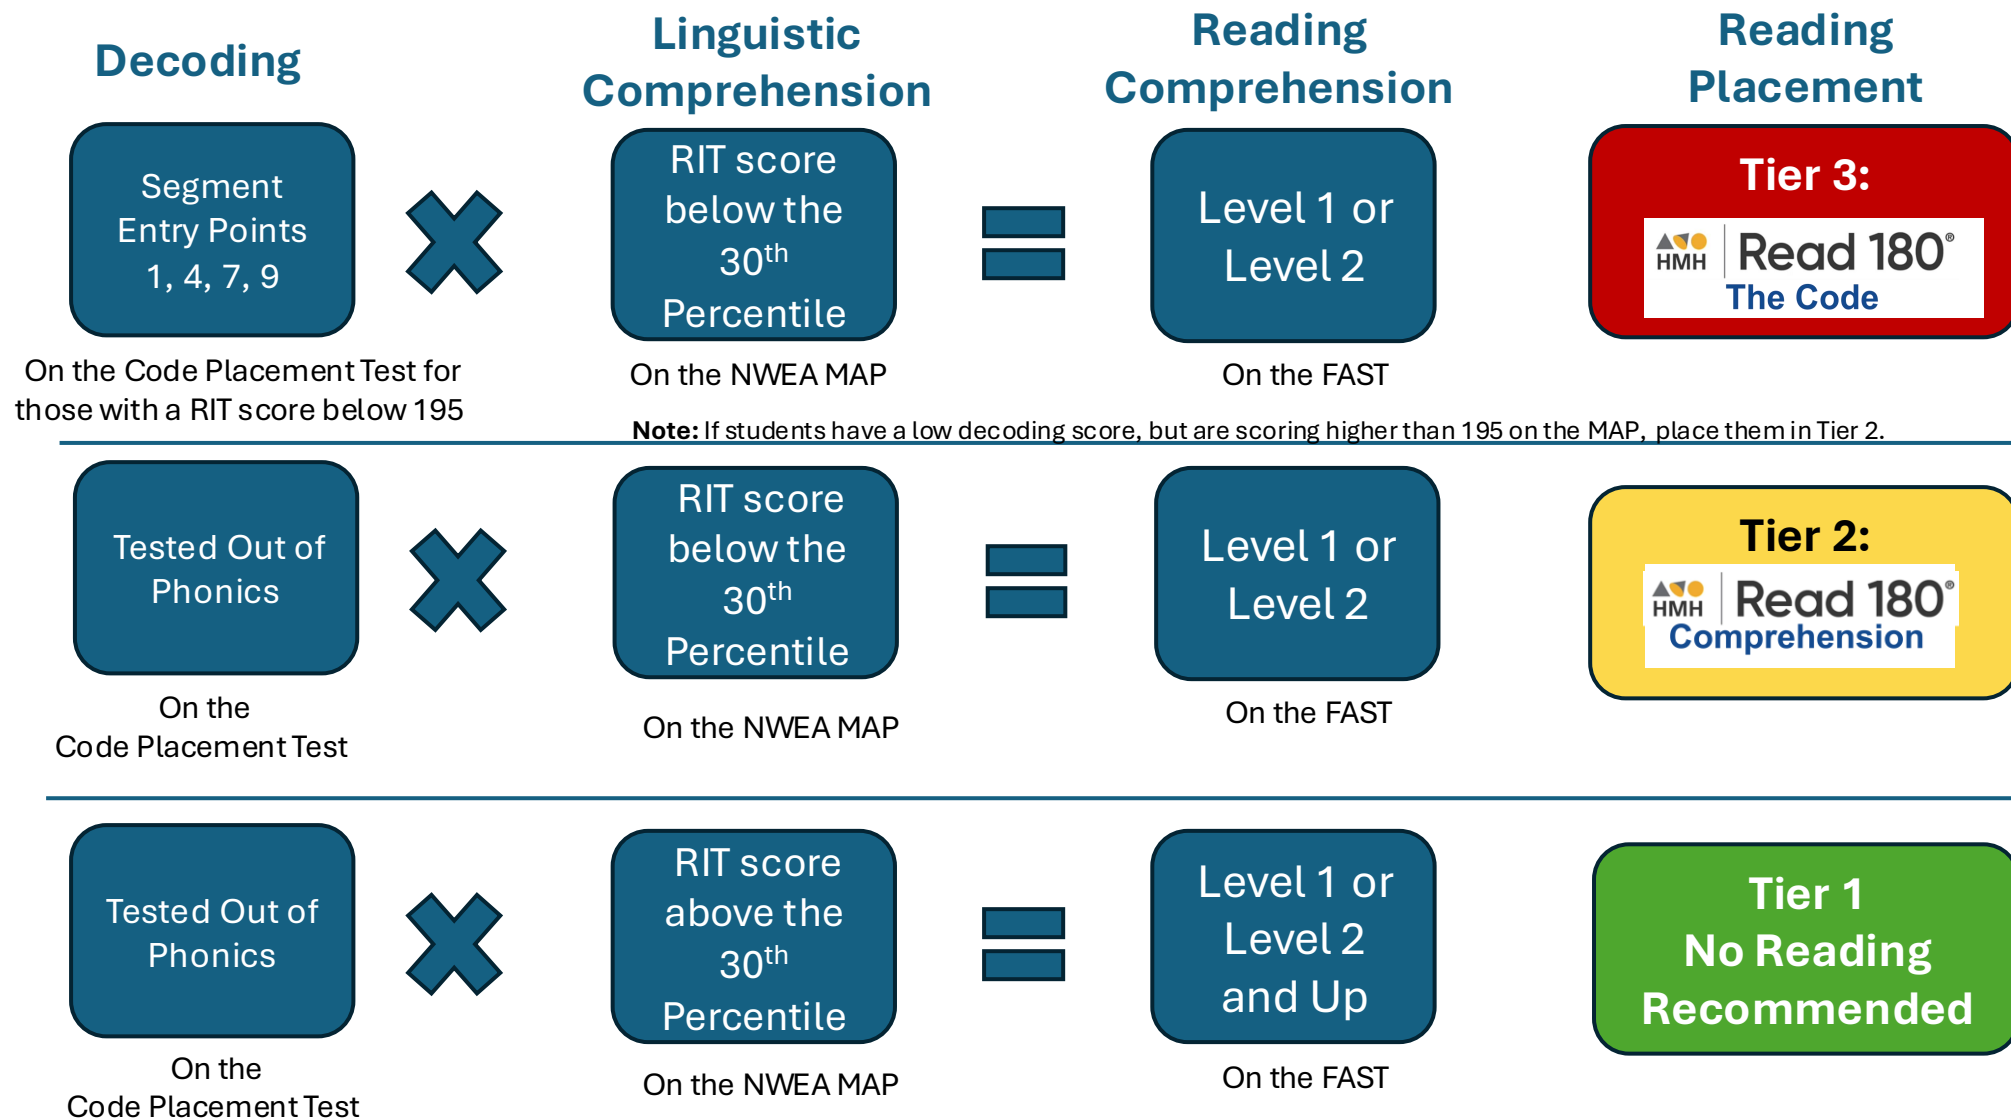 Decoding
Linguistic
Comprehension
Reading
Comprehension
Reading
Placement
Segment
Entry Points
1, 4, 7, 9
RIT score
below the
30th
Percentile
Level 1 or
Level 2
Tier 3:
HMH Read 180®
The Code
On the Code Placement Test for
those with a RIT score below 195
On the NWEA MAP
On the FAST
Note: If students have a low decoding score, but are scoring higher than 195 on the MAP, place them in Tier 2.
Tested Out of
Phonics
RIT score
below the
30th
Percentile
Level 1 or
Level 2
Tier 2:
HMH Read 180®
Comprehension
On the
Code Placement Test
On the NWEA MAP
On the FAST
Tested Out of
Phonics
RIT score
above the
30th
Percentile
Level 1 or
Level 2
and Up
Tier 1
No Reading
Recommended
On the
Code Placement Test
On the NWEA MAP
On the FAST